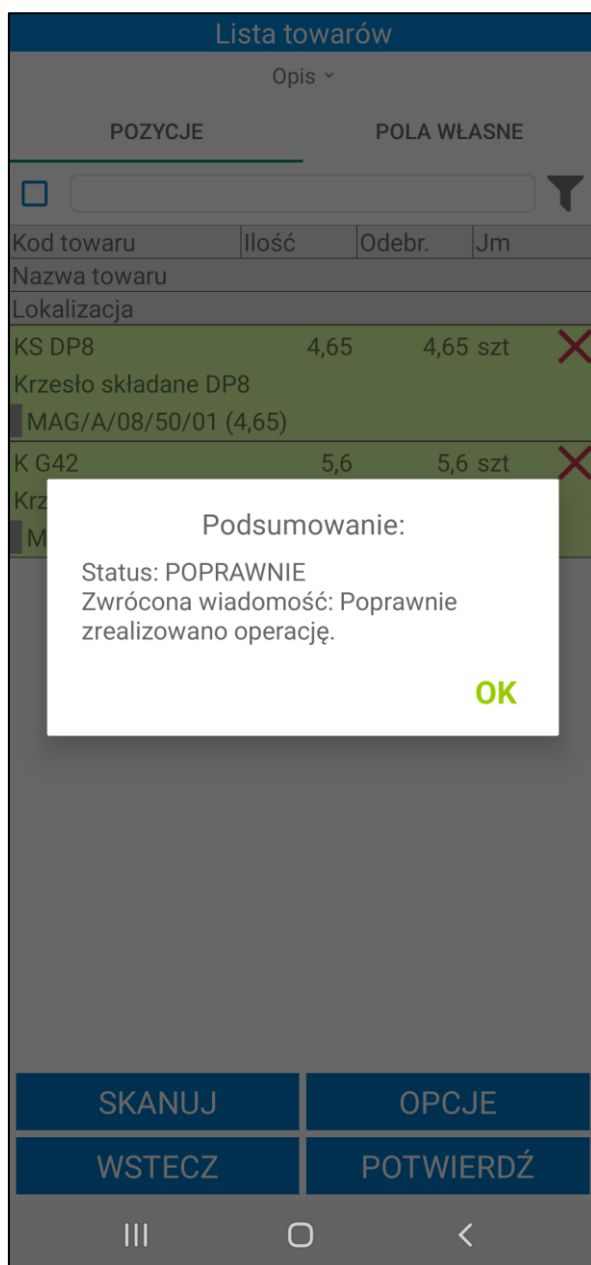 Lista towarów
Opis
POZYCJE POLA WŁASNE
Kod towaru Ilość Odebr. Jm
Nazwa towaru
Lokalizacja
KS DP8 4,65 4,65 szt
Krzesło składane DP8
MAG/A/08/50/01 (4,65)
K G42 5,6 5,6 szt
Krz
M
Podsumowanie:
Status: POPRAWNIE
Zwrócona wiadomość: Poprawnie
zrealizowano operację.
OK
SKANUJ OPCJE
WSTECZ POTWIERDŹ